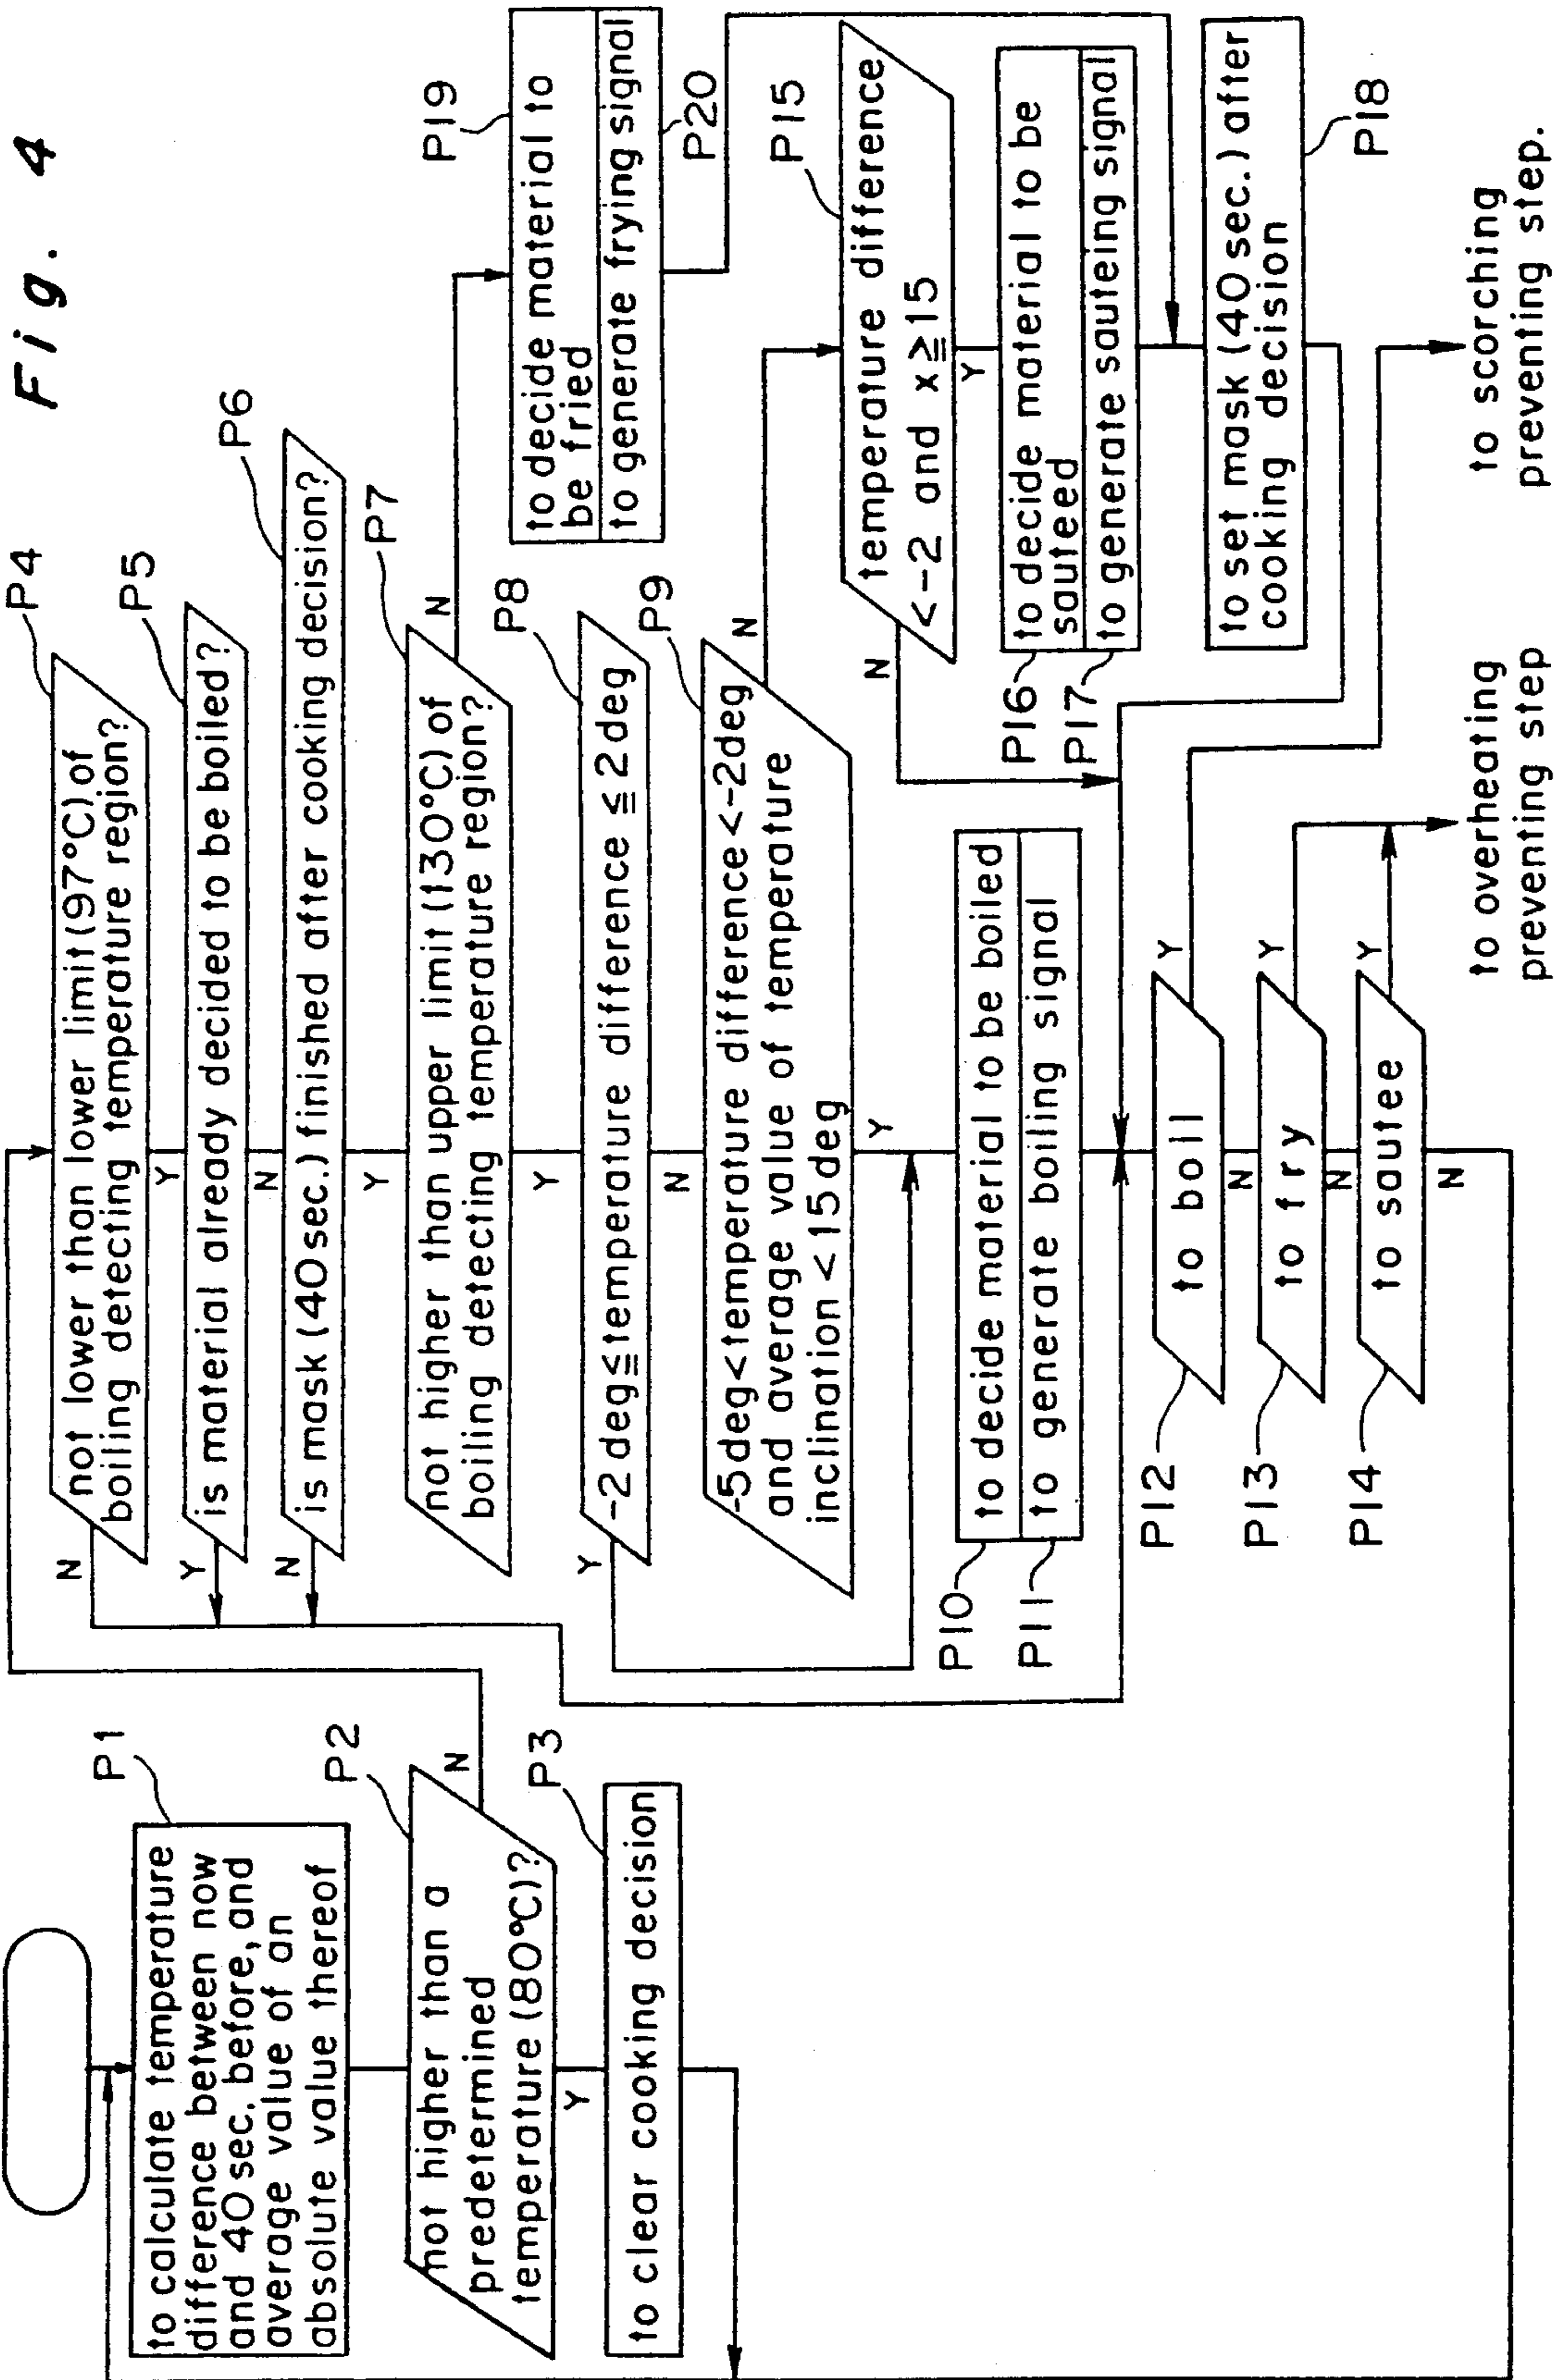 Fig. 4
P1
to calculate temperature
difference between now
and 40 sec. before, and
average value of an
absolute value thereof
P2
not higher than a
predetermined
temperature (80°C)?
N
Y
P3
to clear cooking decision
P4
not lower than lower limit (97°C) of
boiling detecting temperature region?
N
Y
P5
is material already decided to be boiled?
Y
N
P6
is mask (40 sec.) finished after cooking decision?
N
Y
P7
not higher than upper limit (130°C) of
boiling detecting temperature region?
N
Y
P8
-2 deg≦temperature difference ≦ 2 deg
Y
N
P9
-5deg<temperature difference<-2deg
and average value of temperature
inclination <15 deg
N
Y
P10
to decide material to be boiled
P11
to generate boiling signal
P12
to boll
Y
N
P13
to fry
Y
N
P14
to sautee
Y
N
P19
to decide material to
be fried
to generate frying signal
P20
P15
temperature difference
<-2 and x≧15
N
Y
P16
to decide material to be
sauteed
P17
to generate sauteing signal
to set mask (40 sec.) after
cooking decision
P18
to overheating
preventing step
to scorching
preventing step.